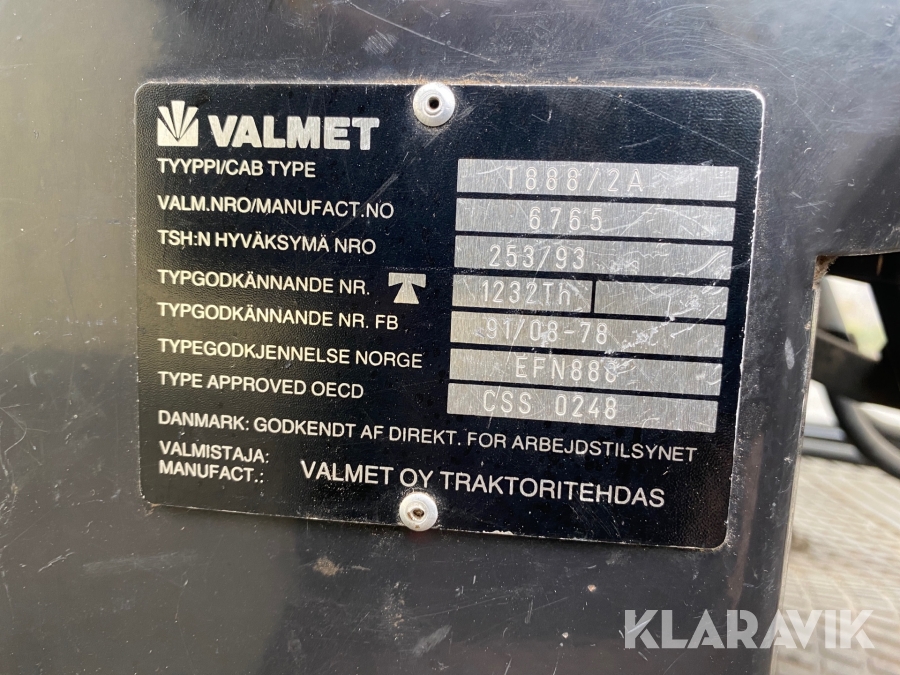 VALMET
TYYPPI/CAB TYPE T888/2A
VALM.NRO/MANUFACT.NO 6765
TSH:N HYVÄKSYMÄ NRO 253/93
TYPGODKÄNNANDE NR. 1232Th
TYPGODKÄNNANDE NR. FB 91/08-78
TYPEGODKJENNELSE NORGE EFN888
TYPE APPROVED OECD CSS 0248
DANMARK: GODKENDT AF DIREKT. FOR ARBEJDSTILSYNET
VALMISTAJA:
MANUFACT.: VALMET OY TRAKTORITEHDAS
KLARAVIK